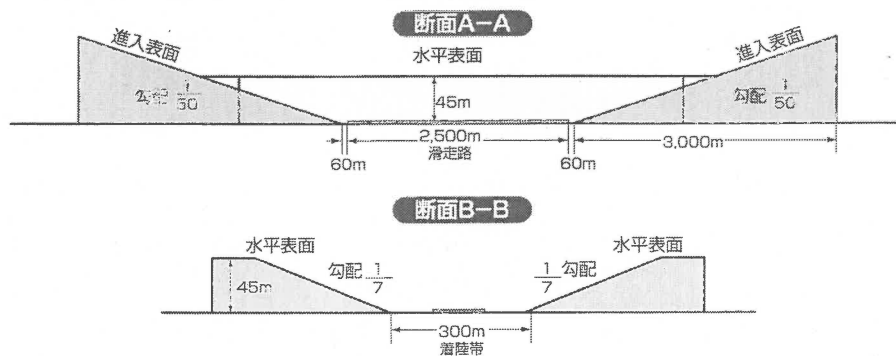 断面A−A
進入表面
水平表面
進入表面
勾配 1/50
45m
勾配 1/50
2,500m
滑走路
60m
60m
3,000m
断面B−B
水平表面
水平表面
勾配 1/7
1/7 勾配
45m
300m
着陸帯